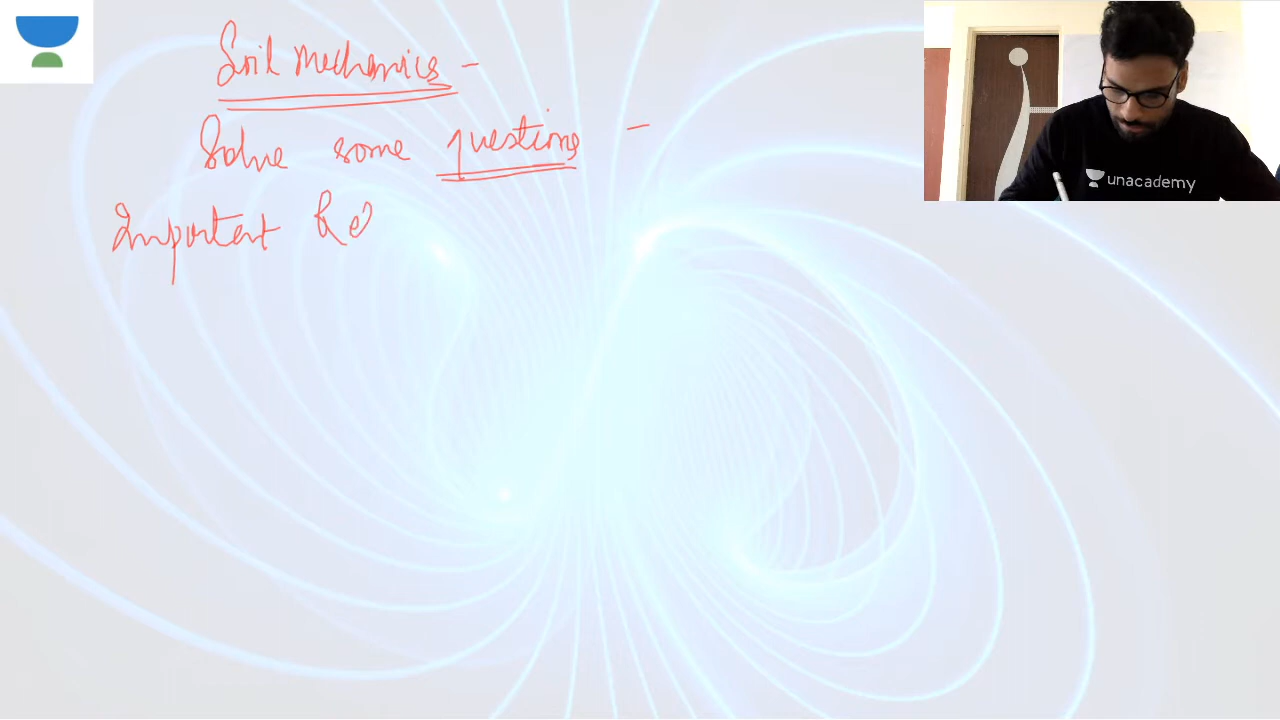 Soil Mechanics -
Solve some questions -
Important Re
unacademy